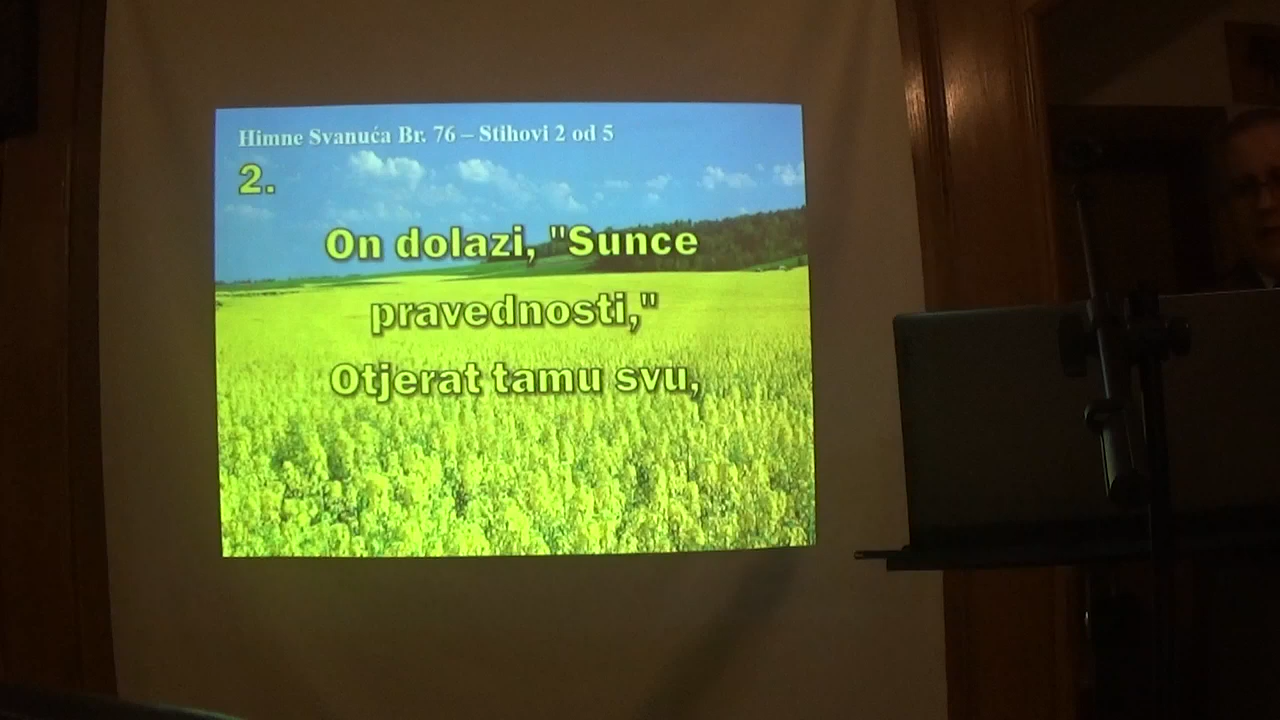 Himne Svanuća Br. 76 – Stihovi 2 od 5
2.
On dolazi, "Sunce
pravednosti,"
Otjerat tamu svu,